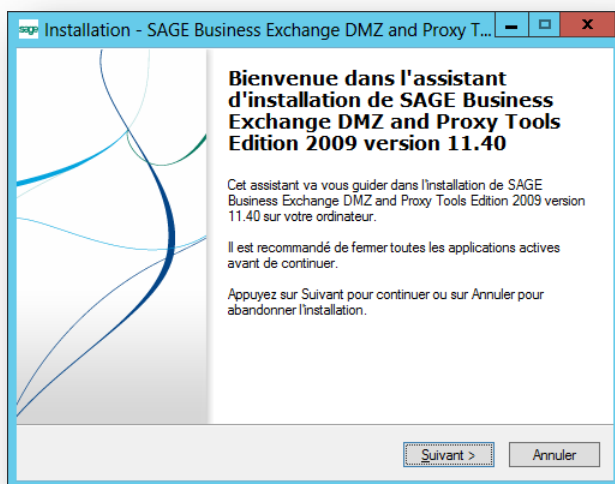 sage Installation - SAGE Business Exchange DMZ and Proxy T...
Bienvenue dans l'assistant
d'installation de SAGE Business
Exchange DMZ and Proxy Tools
Edition 2009 version 11.40
Cet assistant va vous guider dans l'installation de SAGE
Business Exchange DMZ and Proxy Tools Edition 2009 version
11.40 sur votre ordinateur.
Il est recommandé de fermer toutes les applications actives
avant de continuer.
Appuyez sur Suivant pour continuer ou sur Annuler pour
abandonner l'installation.
Suivant > Annuler